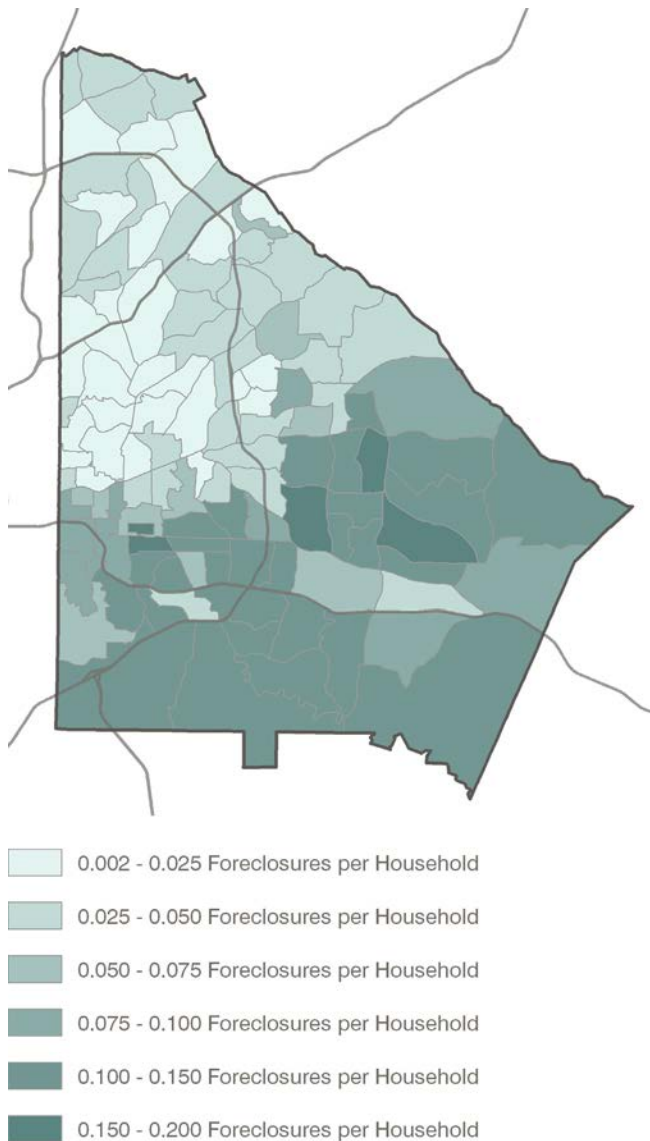 0.002 - 0.025 Foreclosures per Household
0.025 - 0.050 Foreclosures per Household
0.050 - 0.075 Foreclosures per Household
0.075 - 0.100 Foreclosures per Household
0.100 - 0.150 Foreclosures per Household
0.150 - 0.200 Foreclosures per Household